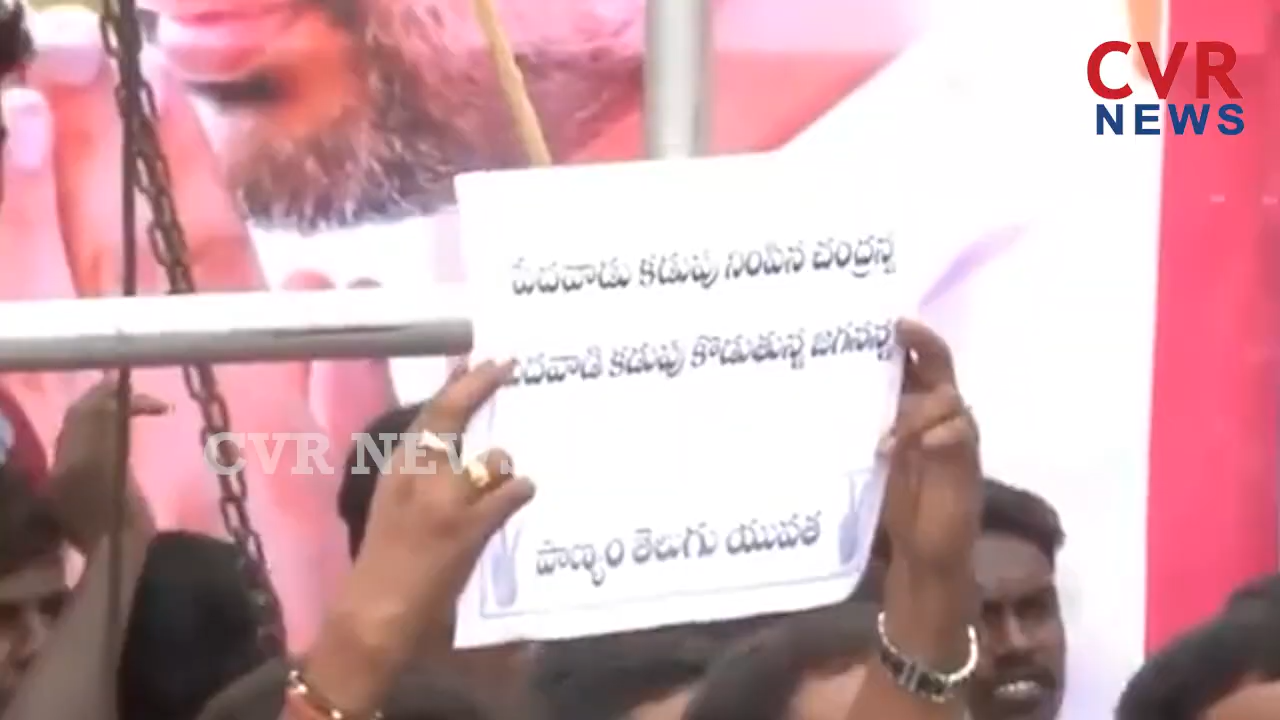 CVR
NEWS
పేదవాడు కడుపు నింపిన చంద్రన్న
పేదవాడి కడుపు కొడుతున్న జగనన్న
CVR NEWS
పాణ్యం తెలుగు యువత